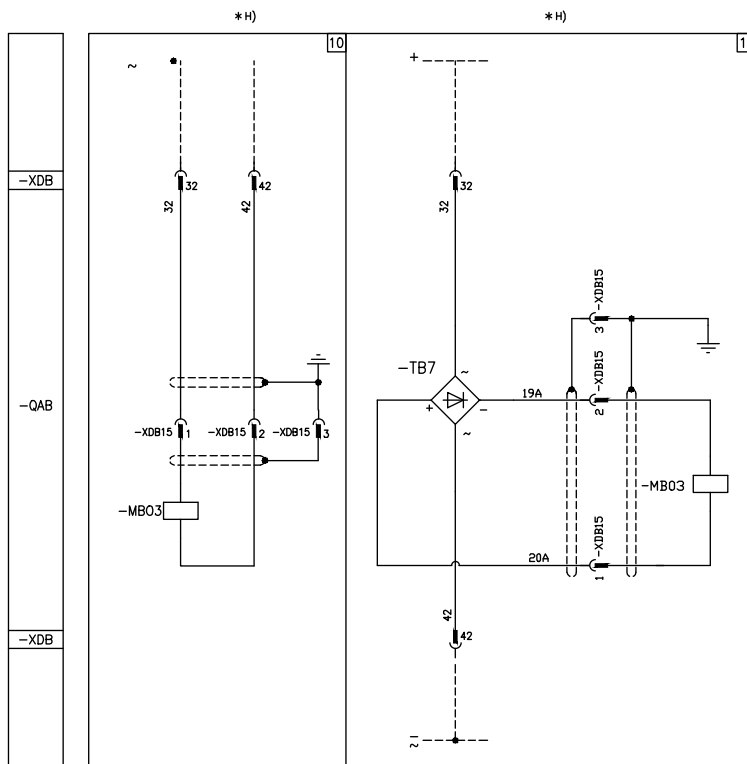 *H)
*H)
10
1
~
+
-XDB
32
42
32
32
42
32
-XDB15
3
-XDB15
-TB7
~
19A
+
-
2
-QAB
~
-XDB15
1
-XDB15
2
-XDB15
3
-MB03
-MB03
-XDB15
20A
1
42
-XDB
42
~